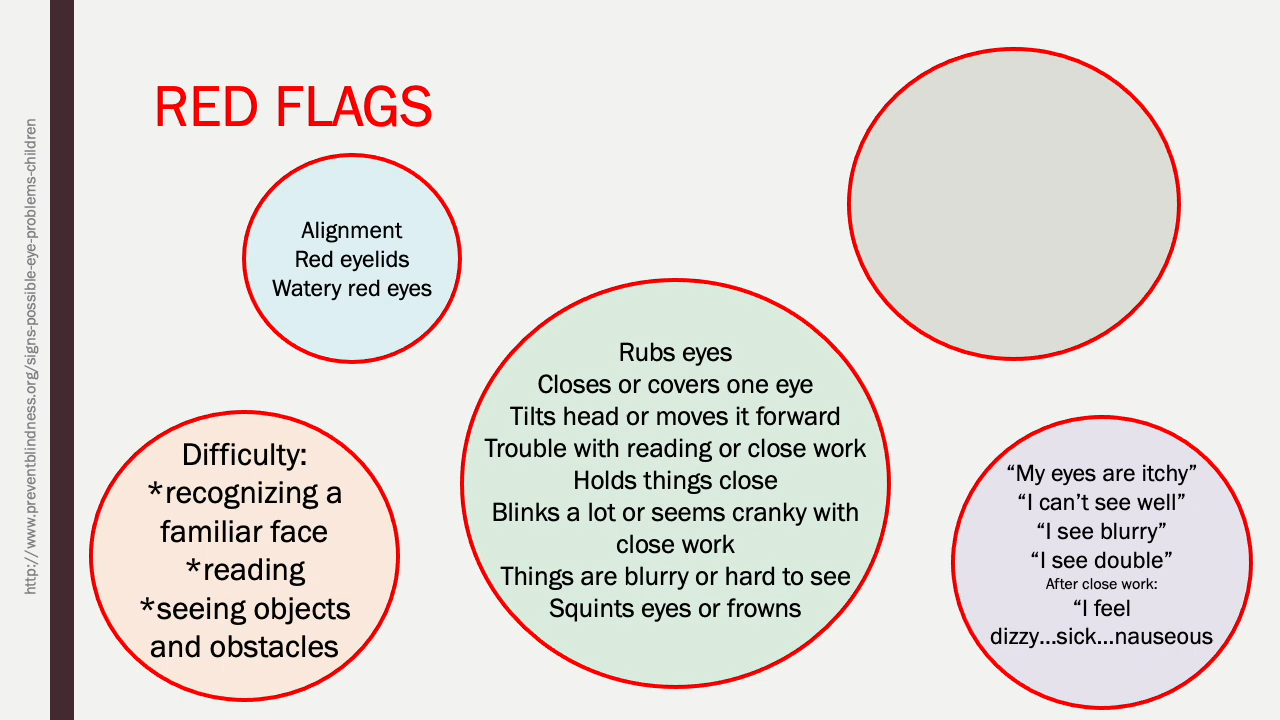 RED FLAGS
Alignment
Red eyelids
Watery red eyes
Rubs eyes
Closes or covers one eye
Tilts head or moves it forward
Trouble with reading or close work
Holds things close
Blinks a lot or seems cranky with
close work
Things are blurry or hard to see
Squints eyes or frowns
Difficulty:
*recognizing a
familiar face
*reading
*seeing objects
and obstacles
“My eyes are itchy”
“I can’t see well”
“I see blurry”
“I see double”
After close work:
“I feel
dizzy...sick...nauseous
http://www.preventblindness.org/signs-possible-eye-problems-children